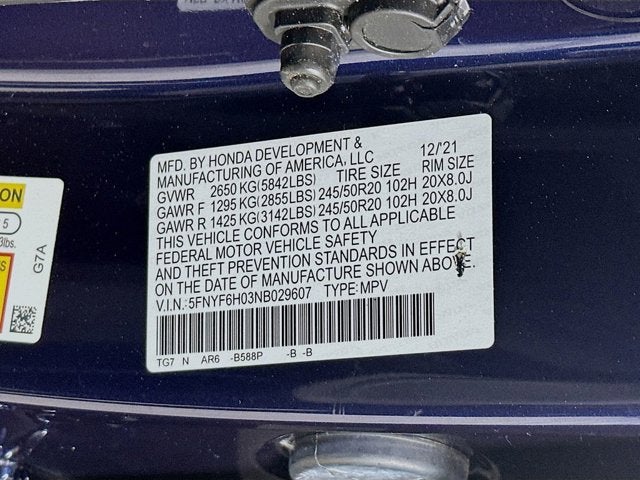 MFD. BY HONDA DEVELOPMENT &
MANUFACTURING OF AMERICA, LLC 12/'21
GVWR 2650 KG(5842LBS) TIRE SIZE RIM SIZE
GAWR F 1295 KG(2855LBS) 245/50R20 102H 20X8.0J
GAWR R 1425 KG(3142LBS) 245/50R20 102H 20X8.0J
THIS VEHICLE CONFORMS TO ALL APPLICABLE
FEDERAL MOTOR VEHICLE SAFETY
AND THEFT PREVENTION STANDARDS IN EFFECT
ON THE DATE OF MANUFACTURE SHOWN ABOVE.
V.I.N.: 5FNYF6H03NB029607 TYPE: MPV
TG7 N AR6 -B588P -B -B
ON
5
lbs.
G7A